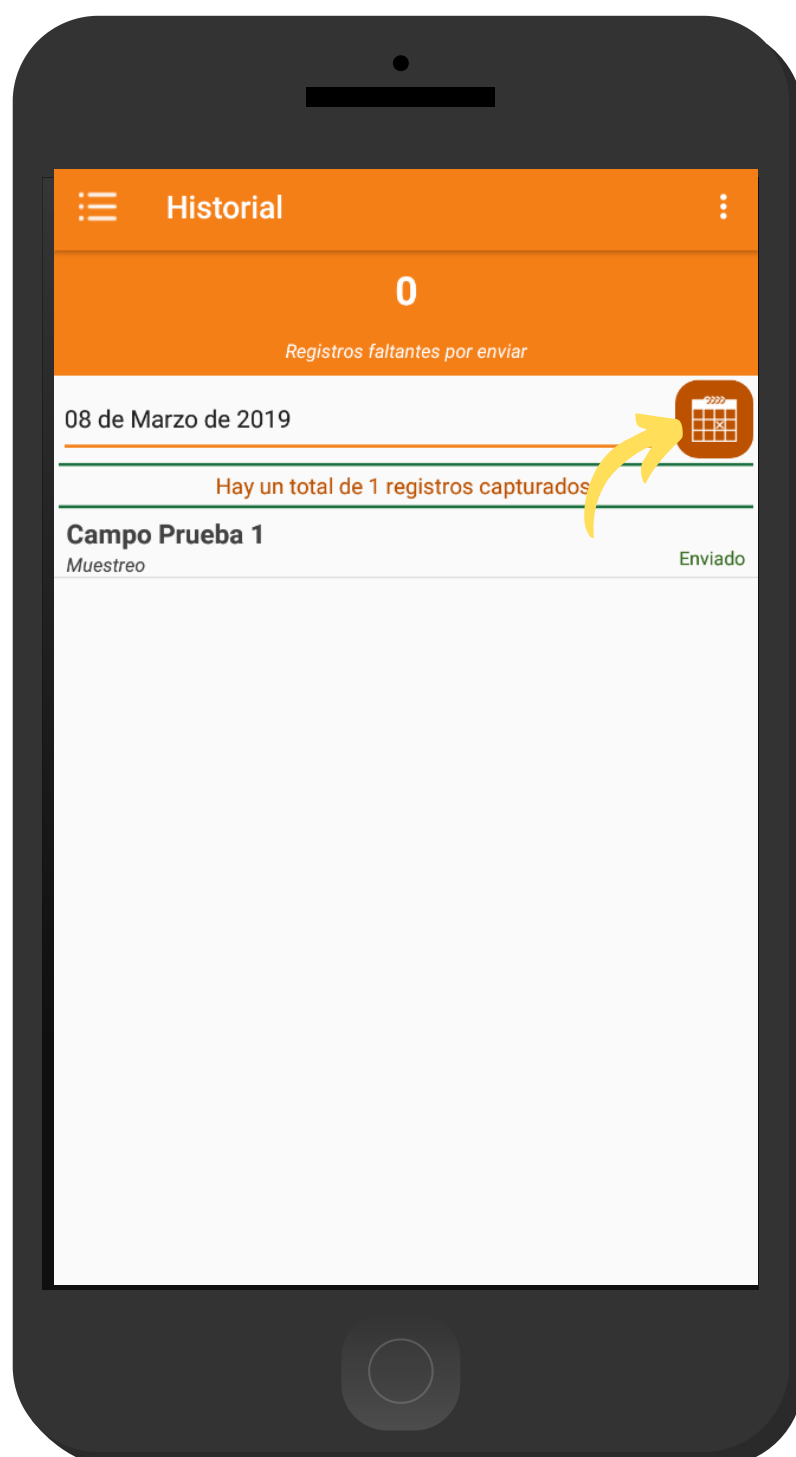 Historial
0
Registros faltantes por enviar
08 de Marzo de 2019
Hay un total de 1 registros capturados
Campo Prueba 1
Muestreo
Enviado